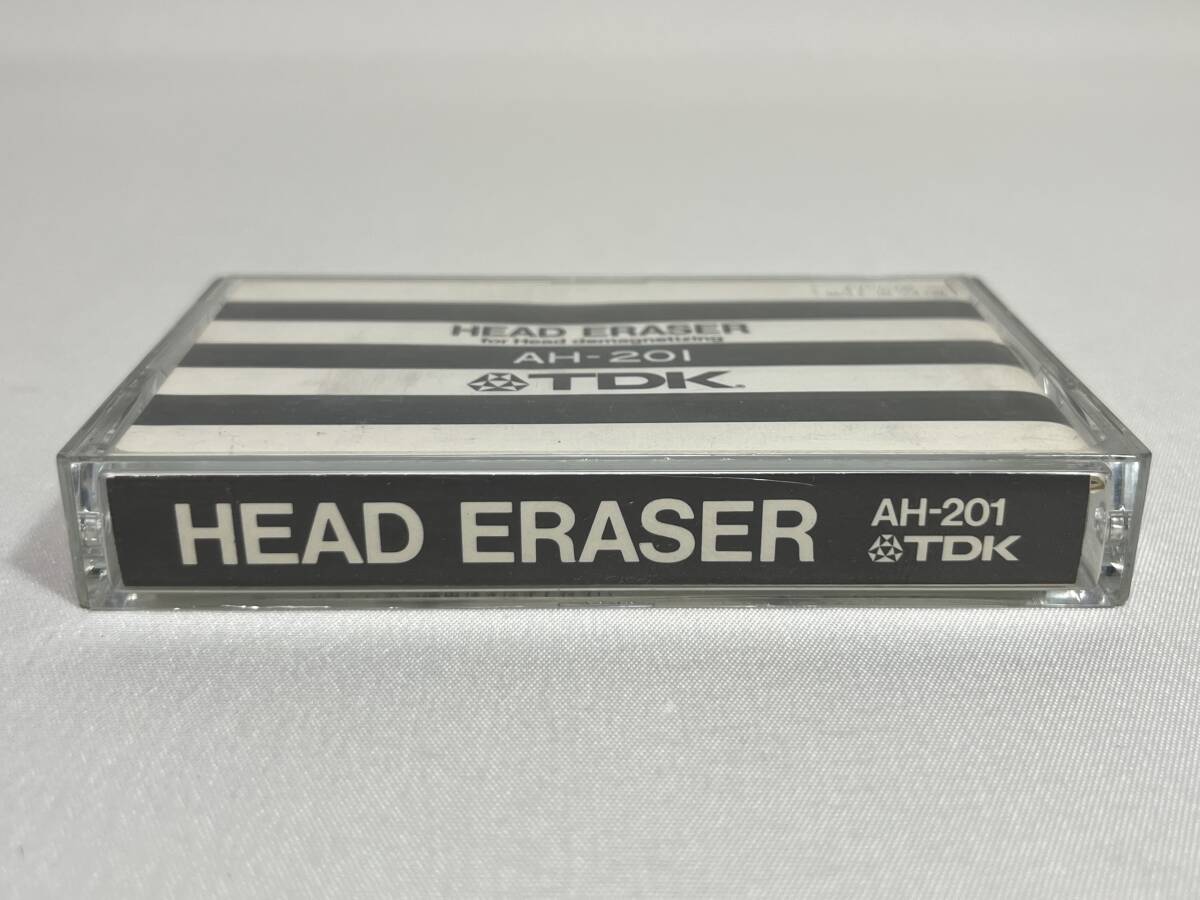 HEAD ERASER
for Head demagnetizing
AH-201
TDK
HEAD ERASER
AH-201
TDK